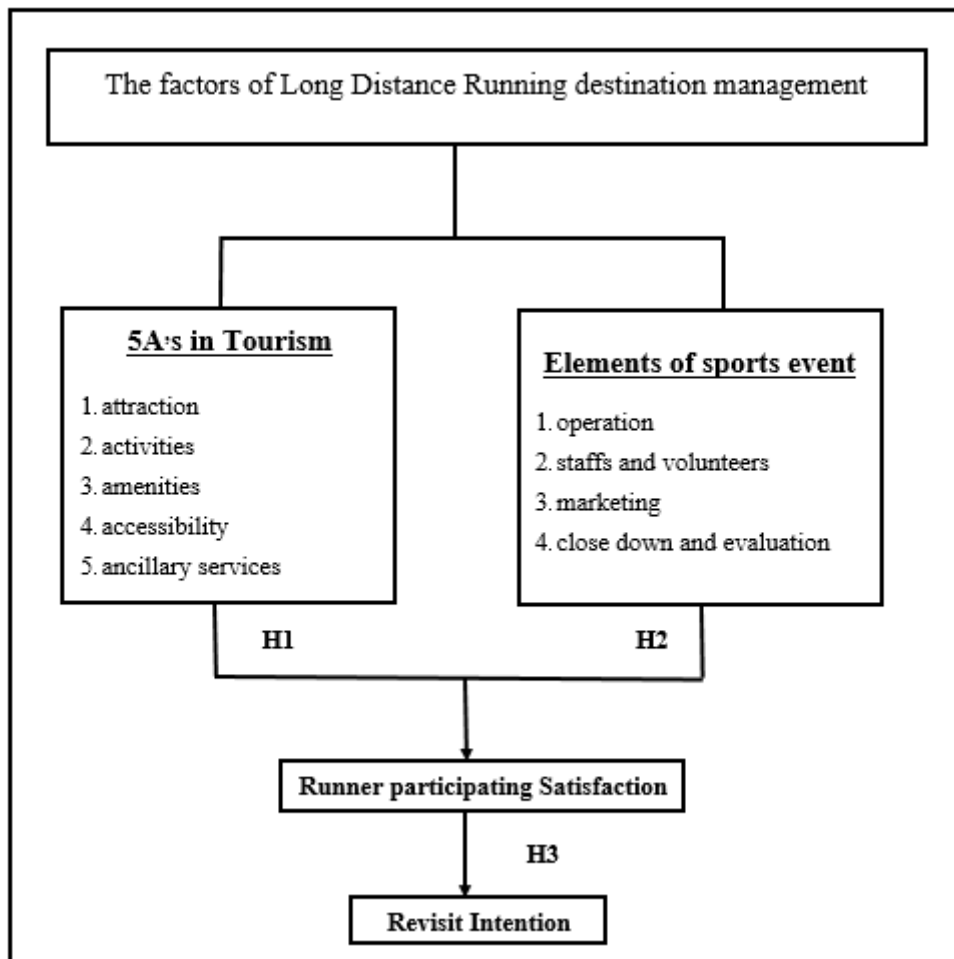 The factors of Long Distance Running destination management
5A's in Tourism
1. attraction
2. activities
3. amenities
4. accessibility
5. ancillary services
Elements of sports event
1. operation
2. staffs and volunteers
3. marketing
4. close down and evaluation
H1
H2
Runner participating Satisfaction
H3
Revisit Intention